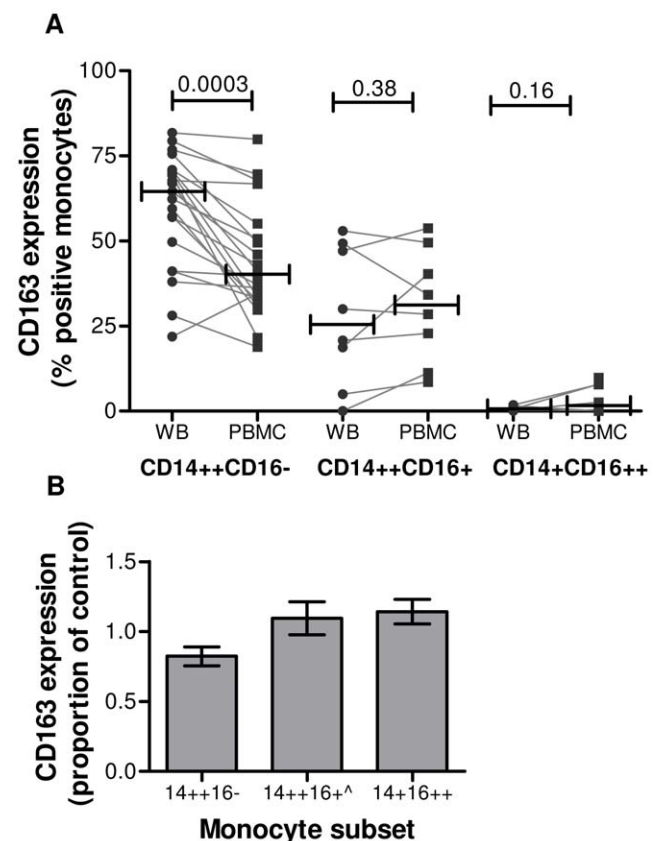 A
CD163 expression
(% positive monocytes)
100
75
50
25
0
0.0003
0.38
0.16
WB PBMC WB PBMC WB PBMC
CD14++CD16- CD14++CD16+ CD14+CD16++
B
CD163 expression
(proportion of control)
1.5
1.0
0.5
0.0
14++16- 14++16+^ 14+16++
Monocyte subset